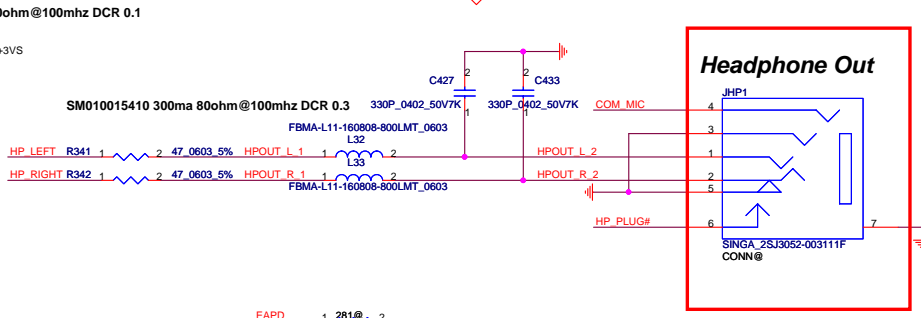 0ohm@100mhz DCR 0.1
+3VS
Headphone Out
C427
C433
2
2
330P_0402_50V7K
330P_0402_50V7K
1
1
SM010015410 300ma 80ohm@100mhz DCR 0.3
FBMA-L11-160808-800LMT_0603
L32
HP_LEFT R341 1 2 47_0603_5% HPOUT_L_1 1 2 HPOUT_L_2
L33
HP_RIGHT R342 1 2 47_0603_5% HPOUT_R_1 1 2 HPOUT_R_2
FBMA-L11-160808-800LMT_0603
JHP1
COM_MIC 4
3
1
2
5
HP_PLUG# 6
7
SINGA_2SJ3052-003111F
CONN@
EAPD 1 281@ 2